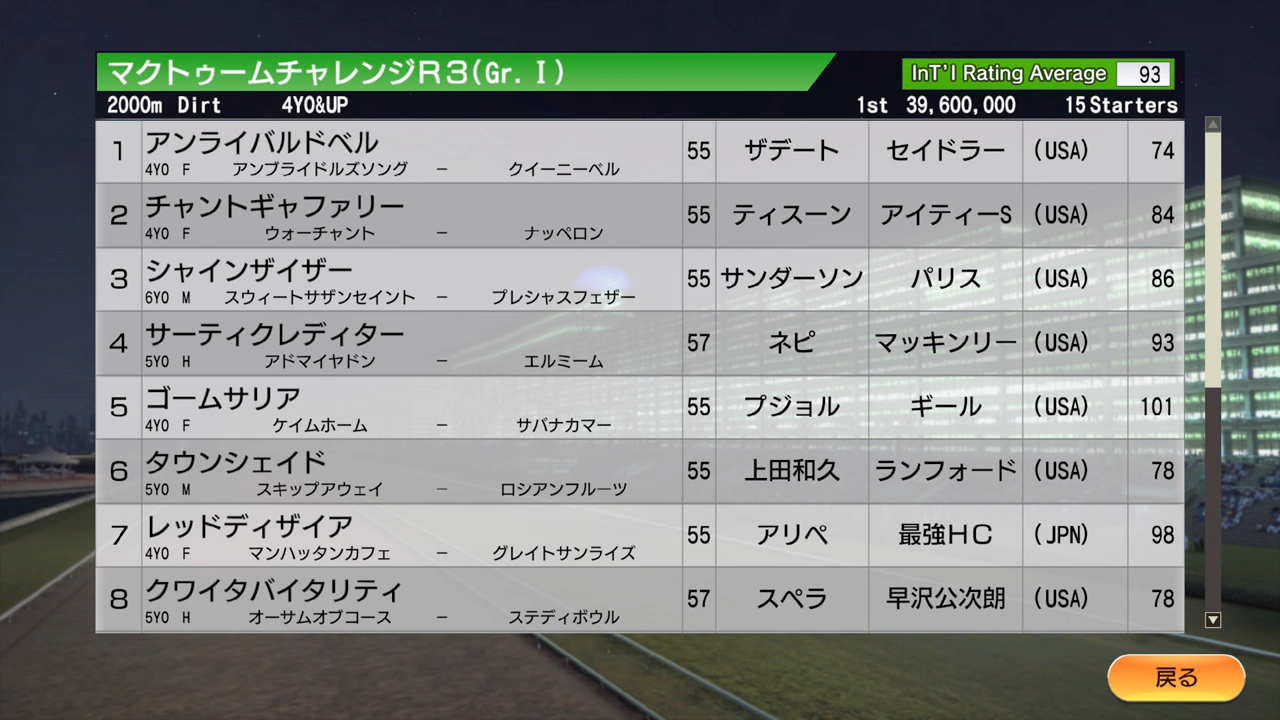 マクトゥームチャレンジR3(Gr.Ⅰ)
InT'l Rating Average 93
2000m Dirt 4YO&UP 1st 39,600,000 15Starters
1 アンライバルドベル 55 ザデート セイドラー (USA) 74
4YO F アンブライドルズソング － クイーニーベル
2 チャントギャファリー 55 ティスーン アイティーS (USA) 84
4YO F ウォーチャント － ナッペロン
3 シャインザイザー 55 サンダーソン パリス (USA) 86
6YO M スウィートサザンセイント － プレシャスフェザー
4 サーティクレディター 57 ネピ マッキンリー (USA) 93
5YO H アドマイヤドン － エルミーム
5 ゴームサリア 55 プジョル ギール (USA) 101
4YO F ケイムホーム － サバナカマー
6 タウンシェイド 55 上田和久 ランフォード (USA) 78
5YO M スキップアウェイ － ロシアンフルーツ
7 レッドディザイア 55 アリペ 最強HC (JPN) 98
4YO F マンハッタンカフェ － グレイトサンライズ
8 クワイタバイタリティ 57 スペラ 早沢公次朗 (USA) 78
5YO H オーサムオブコース － ステディボウル
戻る